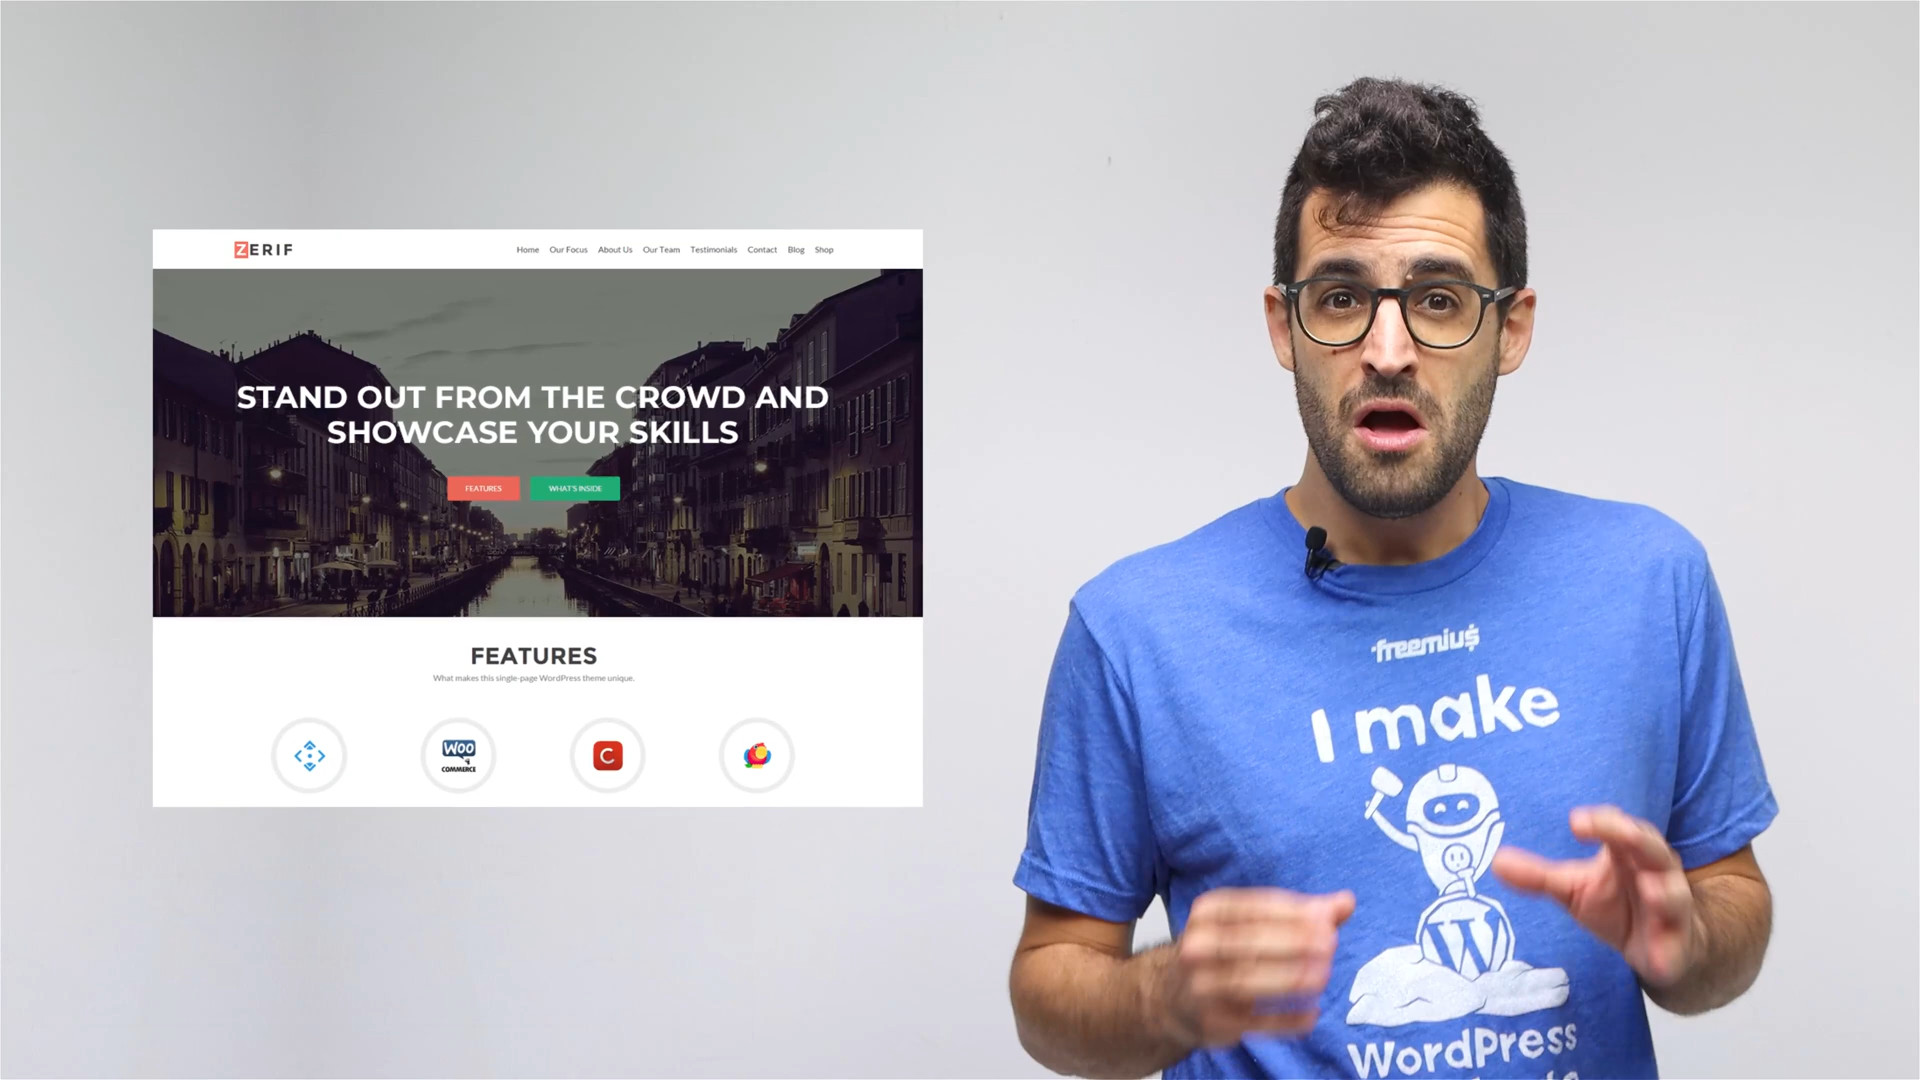 ZERIF
Home Our Focus About Us Our Team Testimonials Contact Blog Shop
STAND OUT FROM THE CROWD AND
SHOWCASE YOUR SKILLS
FEATURES WHAT'S INSIDE
FEATURES
What makes this single-page WordPress theme unique.
WOO
COMMERCE
C
freemius
I make
W
WordPress